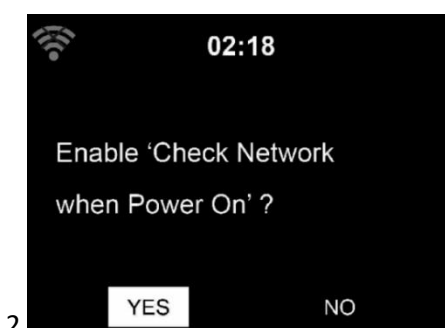 02:18
Enable ‘Check Network
when Power On’ ?
YES NO
2